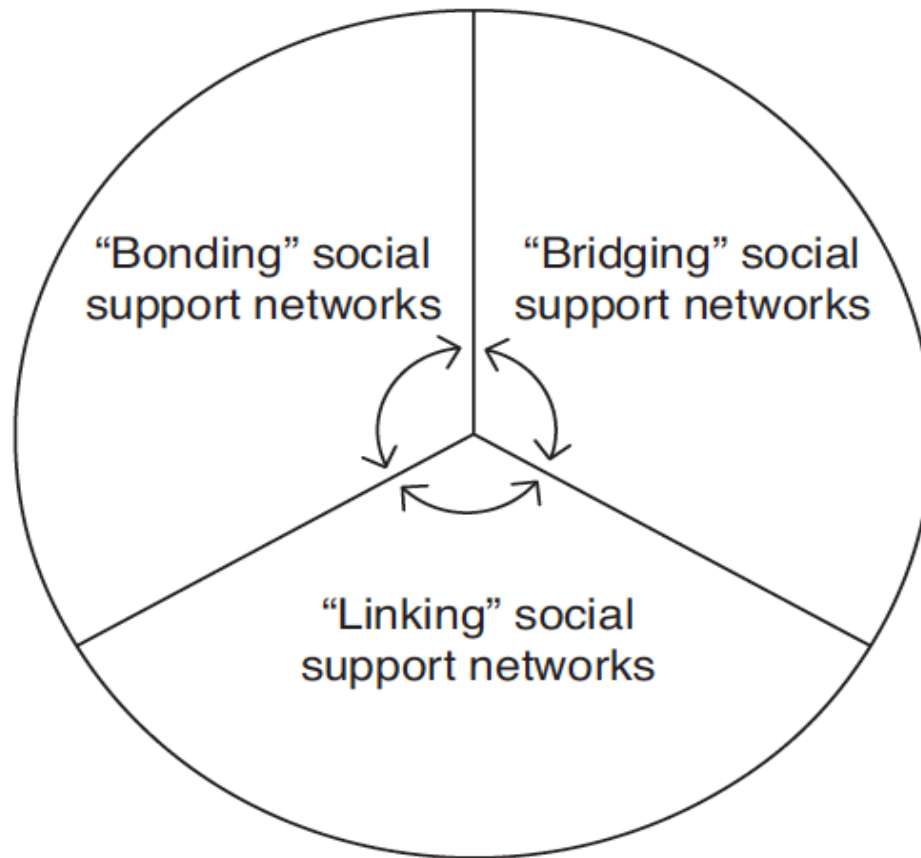 “Bonding” social
support networks
“Bridging” social
support networks
“Linking” social
support networks